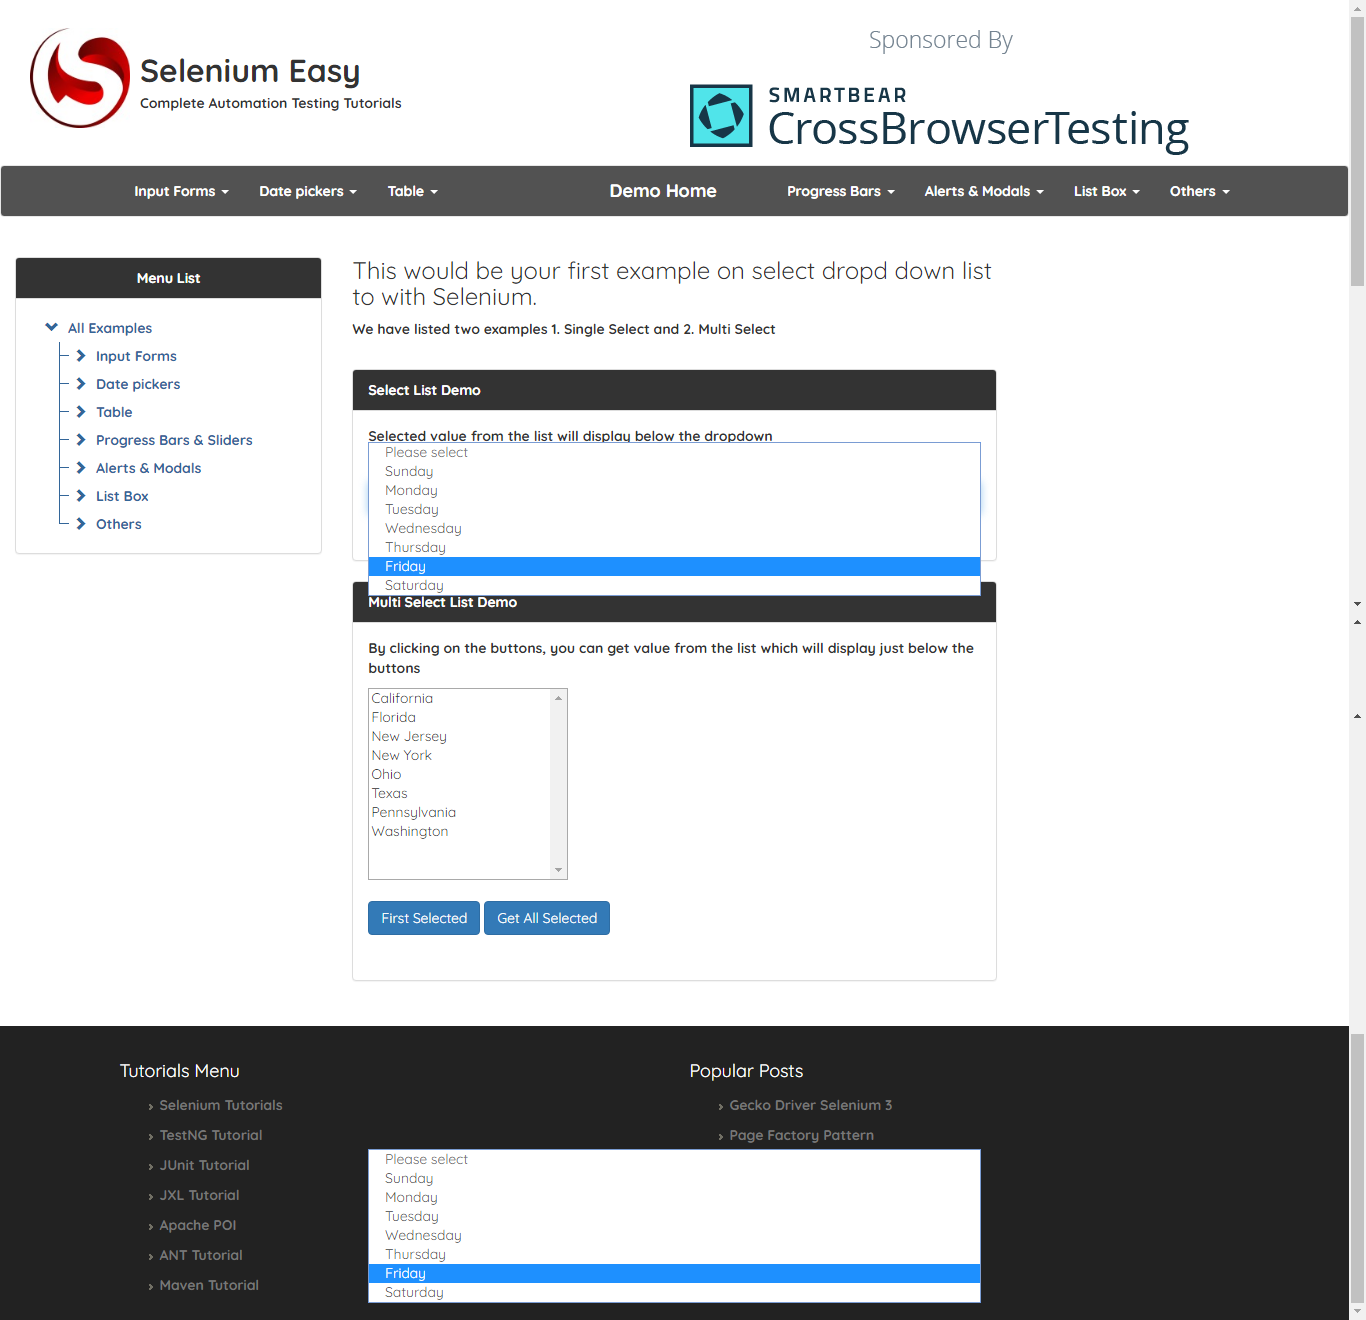 Selenium Easy
Complete Automation Testing Tutorials
Sponsored By
SMARTBEAR
CrossBrowserTesting
Input Forms Date pickers Table Demo Home Progress Bars Alerts & Modals List Box Others
Menu List
All Examples
Input Forms
Date pickers
Table
Progress Bars & Sliders
Alerts & Modals
List Box
Others
This would be your first example on select dropd down list
to with Selenium.
We have listed two examples 1. Single Select and 2. Multi Select
Select List Demo
Selected value from the list will display below the dropdown
Please select
Sunday
Monday
Tuesday
Wednesday
Thursday
Friday
Saturday
Multi Select List Demo
By clicking on the buttons, you can get value from the list which will display just below the
buttons
California
Florida
New Jersey
New York
Ohio
Texas
Pennsylvania
Washington
First Selected Get All Selected
Tutorials Menu
Selenium Tutorials
TestNG Tutorial
JUnit Tutorial
JXL Tutorial
Apache POI
ANT Tutorial
Maven Tutorial
Popular Posts
Gecko Driver Selenium 3
Page Factory Pattern
Please select
Sunday
Monday
Tuesday
Wednesday
Thursday
Friday
Saturday